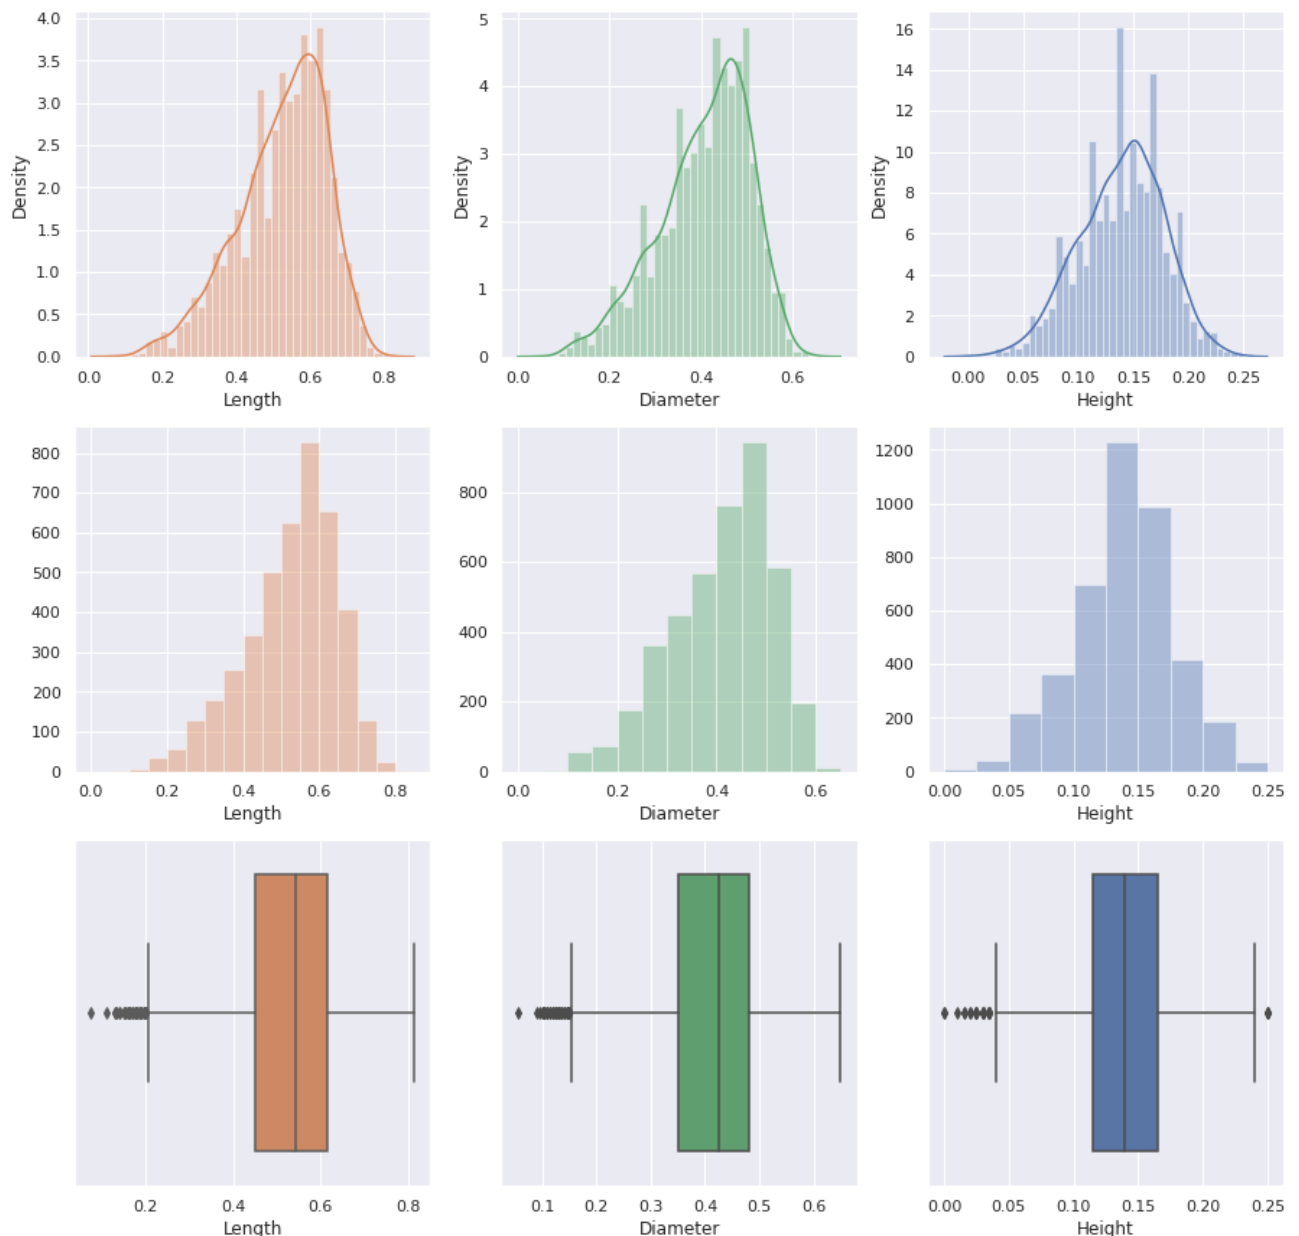 4.0
3.5
3.0
2.5
2.0
1.5
1.0
0.5
0.0
Density
0.0 0.2 0.4 0.6 0.8
Length
5
4
3
2
1
0
Density
0.0 0.2 0.4 0.6
Diameter
16
14
12
10
8
6
4
2
0
Density
0.00 0.05 0.10 0.15 0.20 0.25
Height
800
700
600
500
400
300
200
100
0
0.0 0.2 0.4 0.6 0.8
Length
800
600
400
200
0
0.0 0.2 0.4 0.6
Diameter
1200
1000
800
600
400
200
0
0.00 0.05 0.10 0.15 0.20 0.25
Height
0.2 0.4 0.6 0.8
Length
0.1 0.2 0.3 0.4 0.5 0.6
Diameter
0.00 0.05 0.10 0.15 0.20 0.25
Height